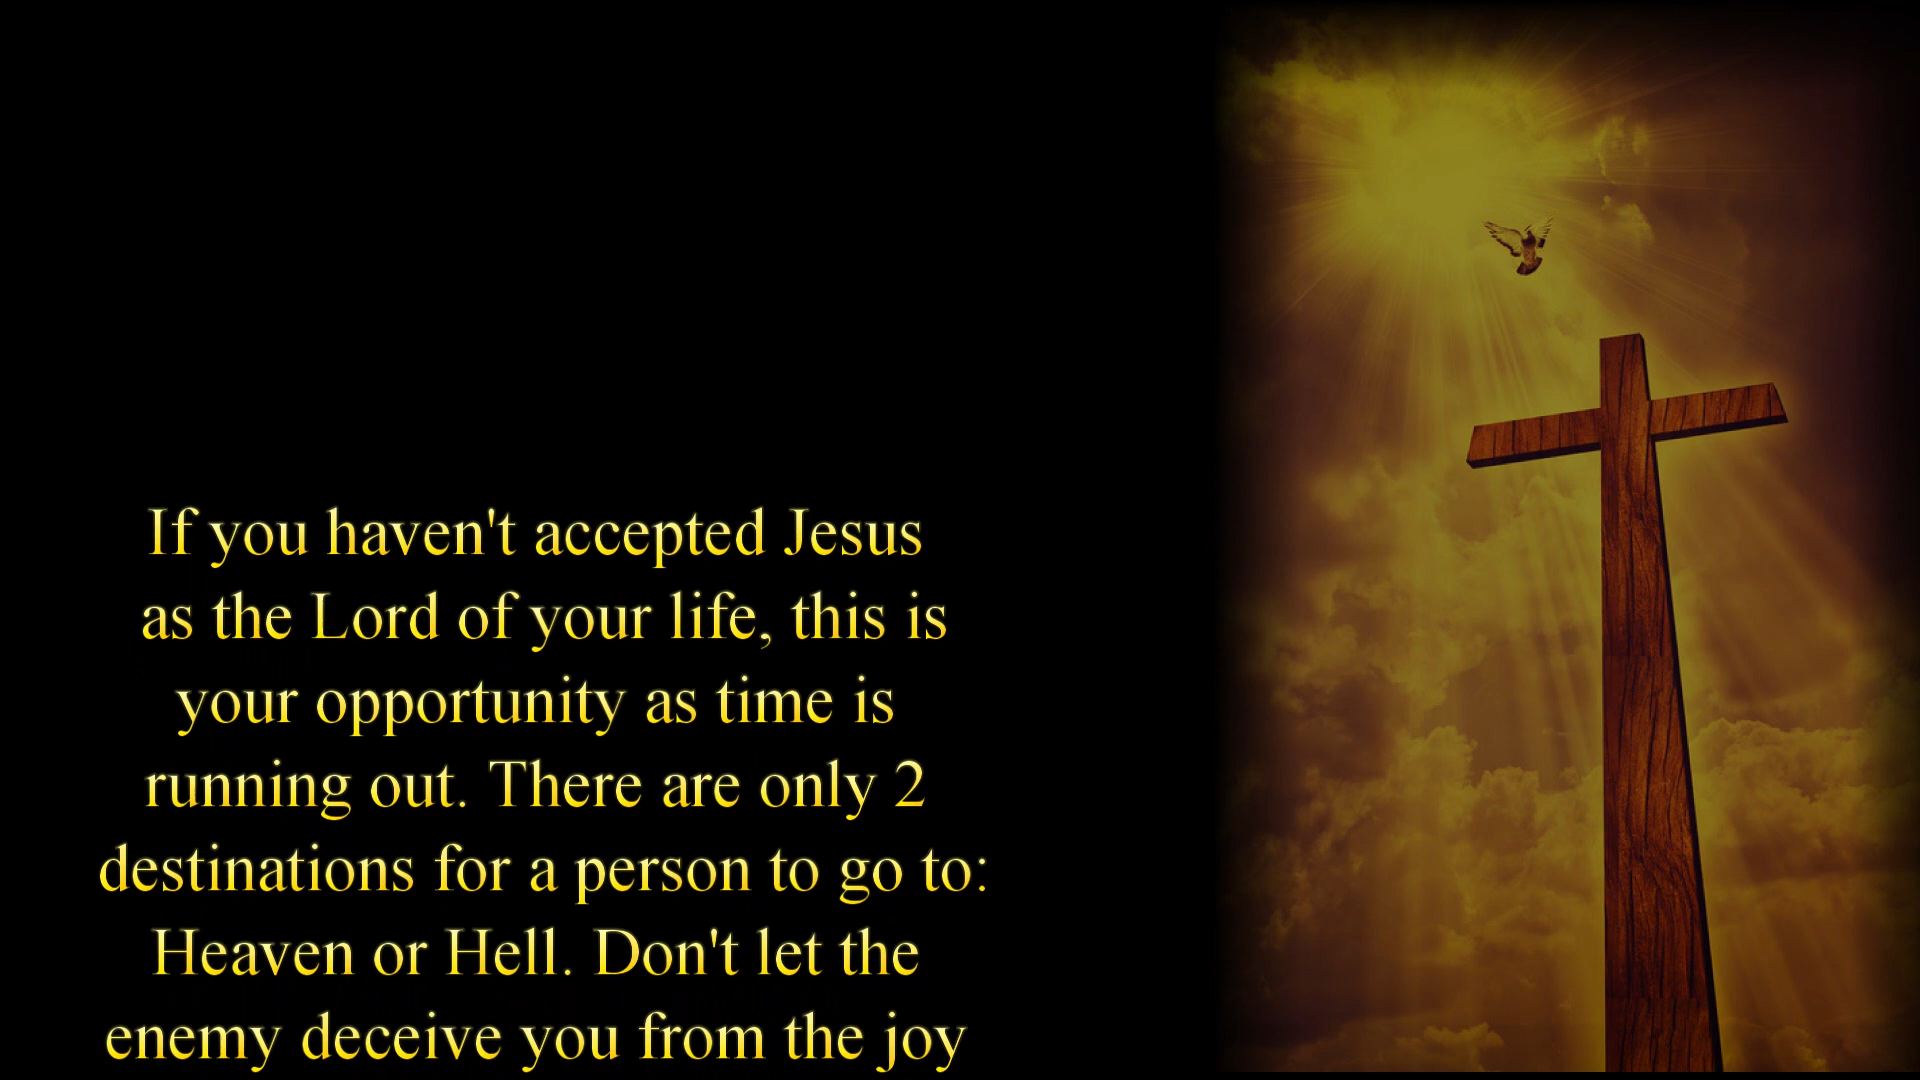 If you haven't accepted Jesus
as the Lord of your life, this is
your opportunity as time is
running out. There are only 2
destinations for a person to go to:
Heaven or Hell. Don't let the
enemy deceive you from the joy